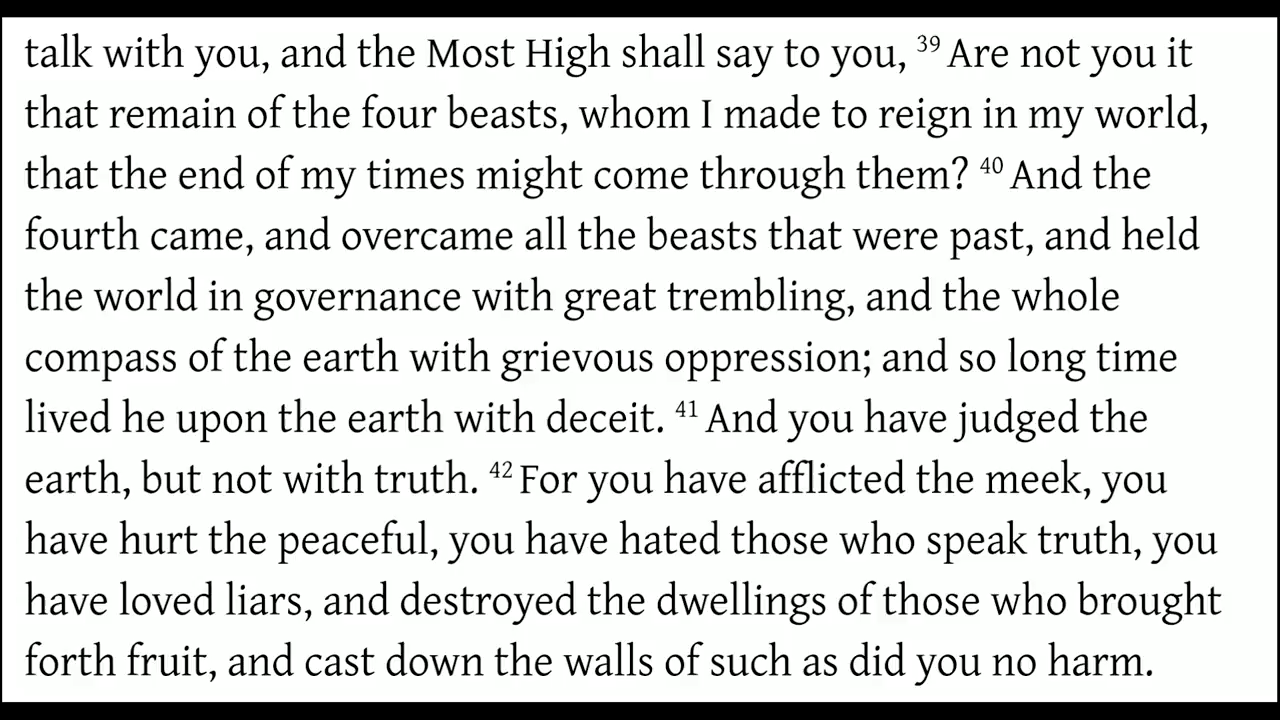 talk with you, and the Most High shall say to you, 39 Are not you it
that remain of the four beasts, whom I made to reign in my world,
that the end of my times might come through them? 40 And the
fourth came, and overcame all the beasts that were past, and held
the world in governance with great trembling, and the whole
compass of the earth with grievous oppression; and so long time
lived he upon the earth with deceit. 41 And you have judged the
earth, but not with truth. 42 For you have afflicted the meek, you
have hurt the peaceful, you have hated those who speak truth, you
have loved liars, and destroyed the dwellings of those who brought
forth fruit, and cast down the walls of such as did you no harm.